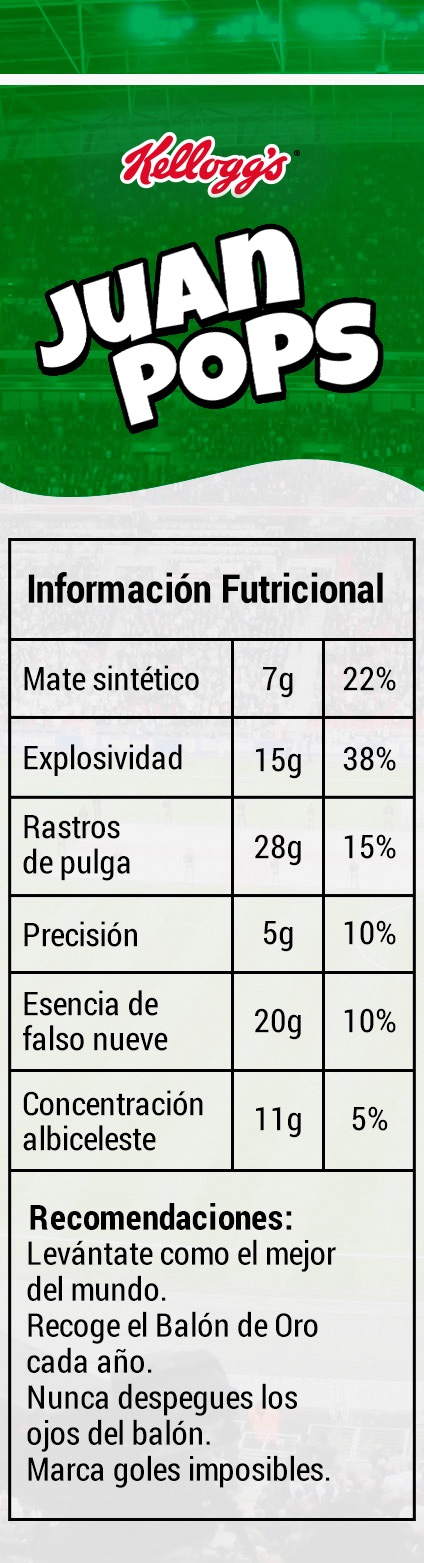 Kellogg's®
JUAN
POPS
Información Futricional
Mate sintético 7g 22%
Explosividad 15g 38%
Rastros
de pulga 28g 15%
Precisión 5g 10%
Esencia de
falso nueve 20g 10%
Concentración
albiceleste 11g 5%
Recomendaciones:
Levántate como el mejor
del mundo.
Recoge el Balón de Oro
cada año.
Nunca despegues los
ojos del balón.
Marca goles imposibles.